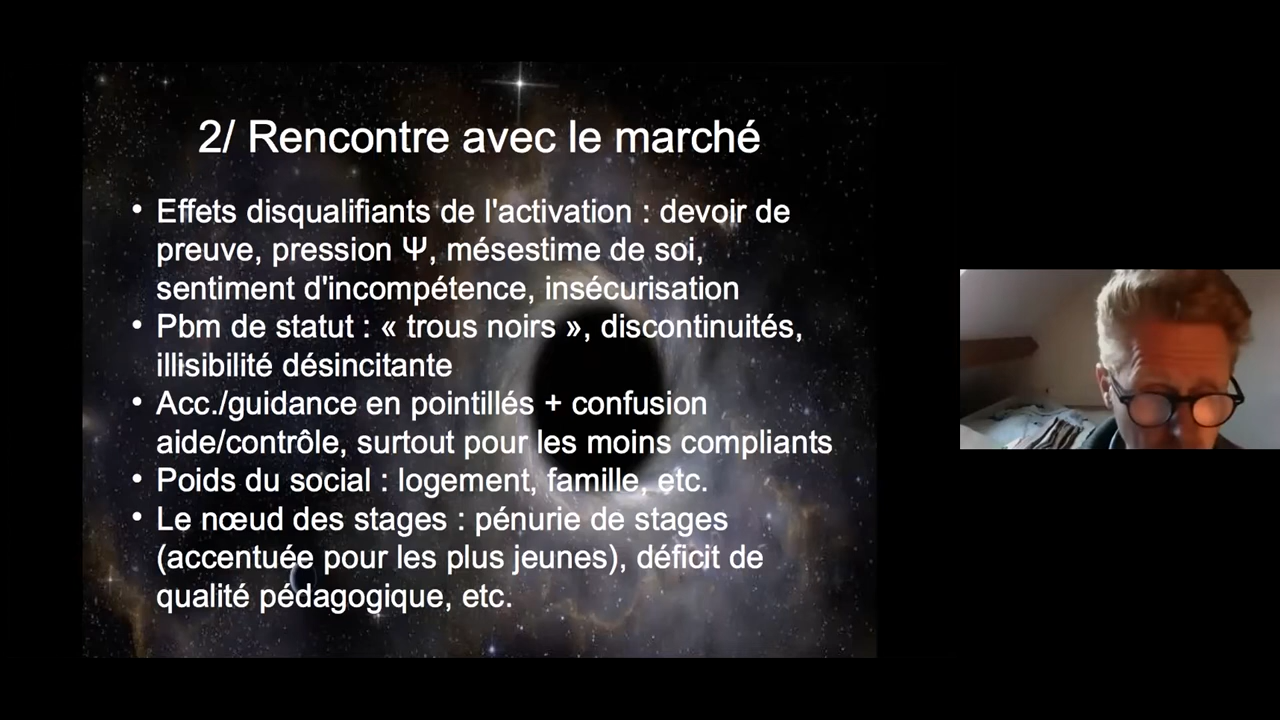 2/ Rencontre avec le marché
• Effets disqualifiants de l'activation : devoir de
preuve, pression Ψ, mésestime de soi,
sentiment d'incompétence, insécurisation
• Pbm de statut : « trous noirs », discontinuités,
illisibilité désincitante
• Acc./guidance en pointillés + confusion
aide/contrôle, surtout pour les moins compliants
• Poids du social : logement, famille, etc.
• Le nœud des stages : pénurie de stages
(accentuée pour les plus jeunes), déficit de
qualité pédagogique, etc.